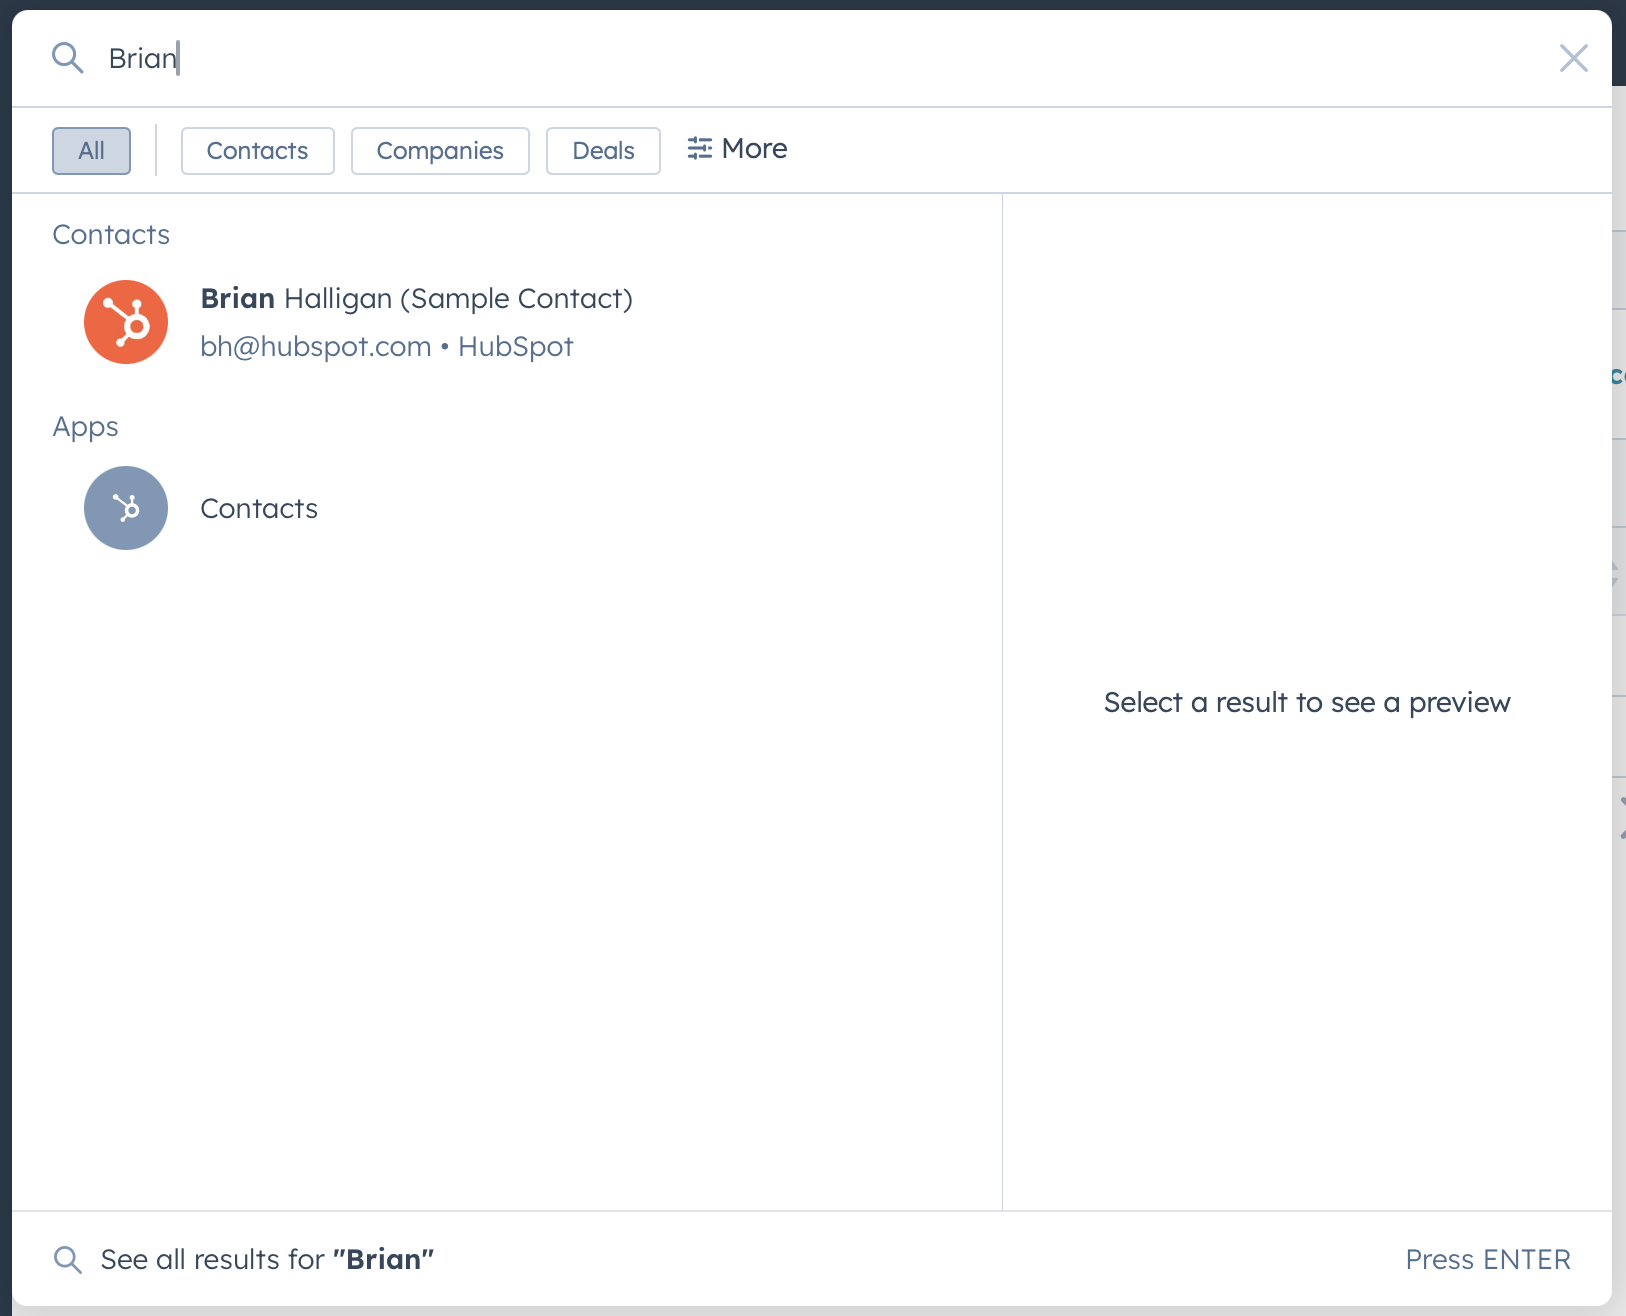 Brian
All
Contacts
Companies
Deals
More
Contacts
Brian Halligan (Sample Contact)
bh@hubspot.com • HubSpot
Apps
Contacts
Select a result to see a preview
See all results for "Brian"
Press ENTER